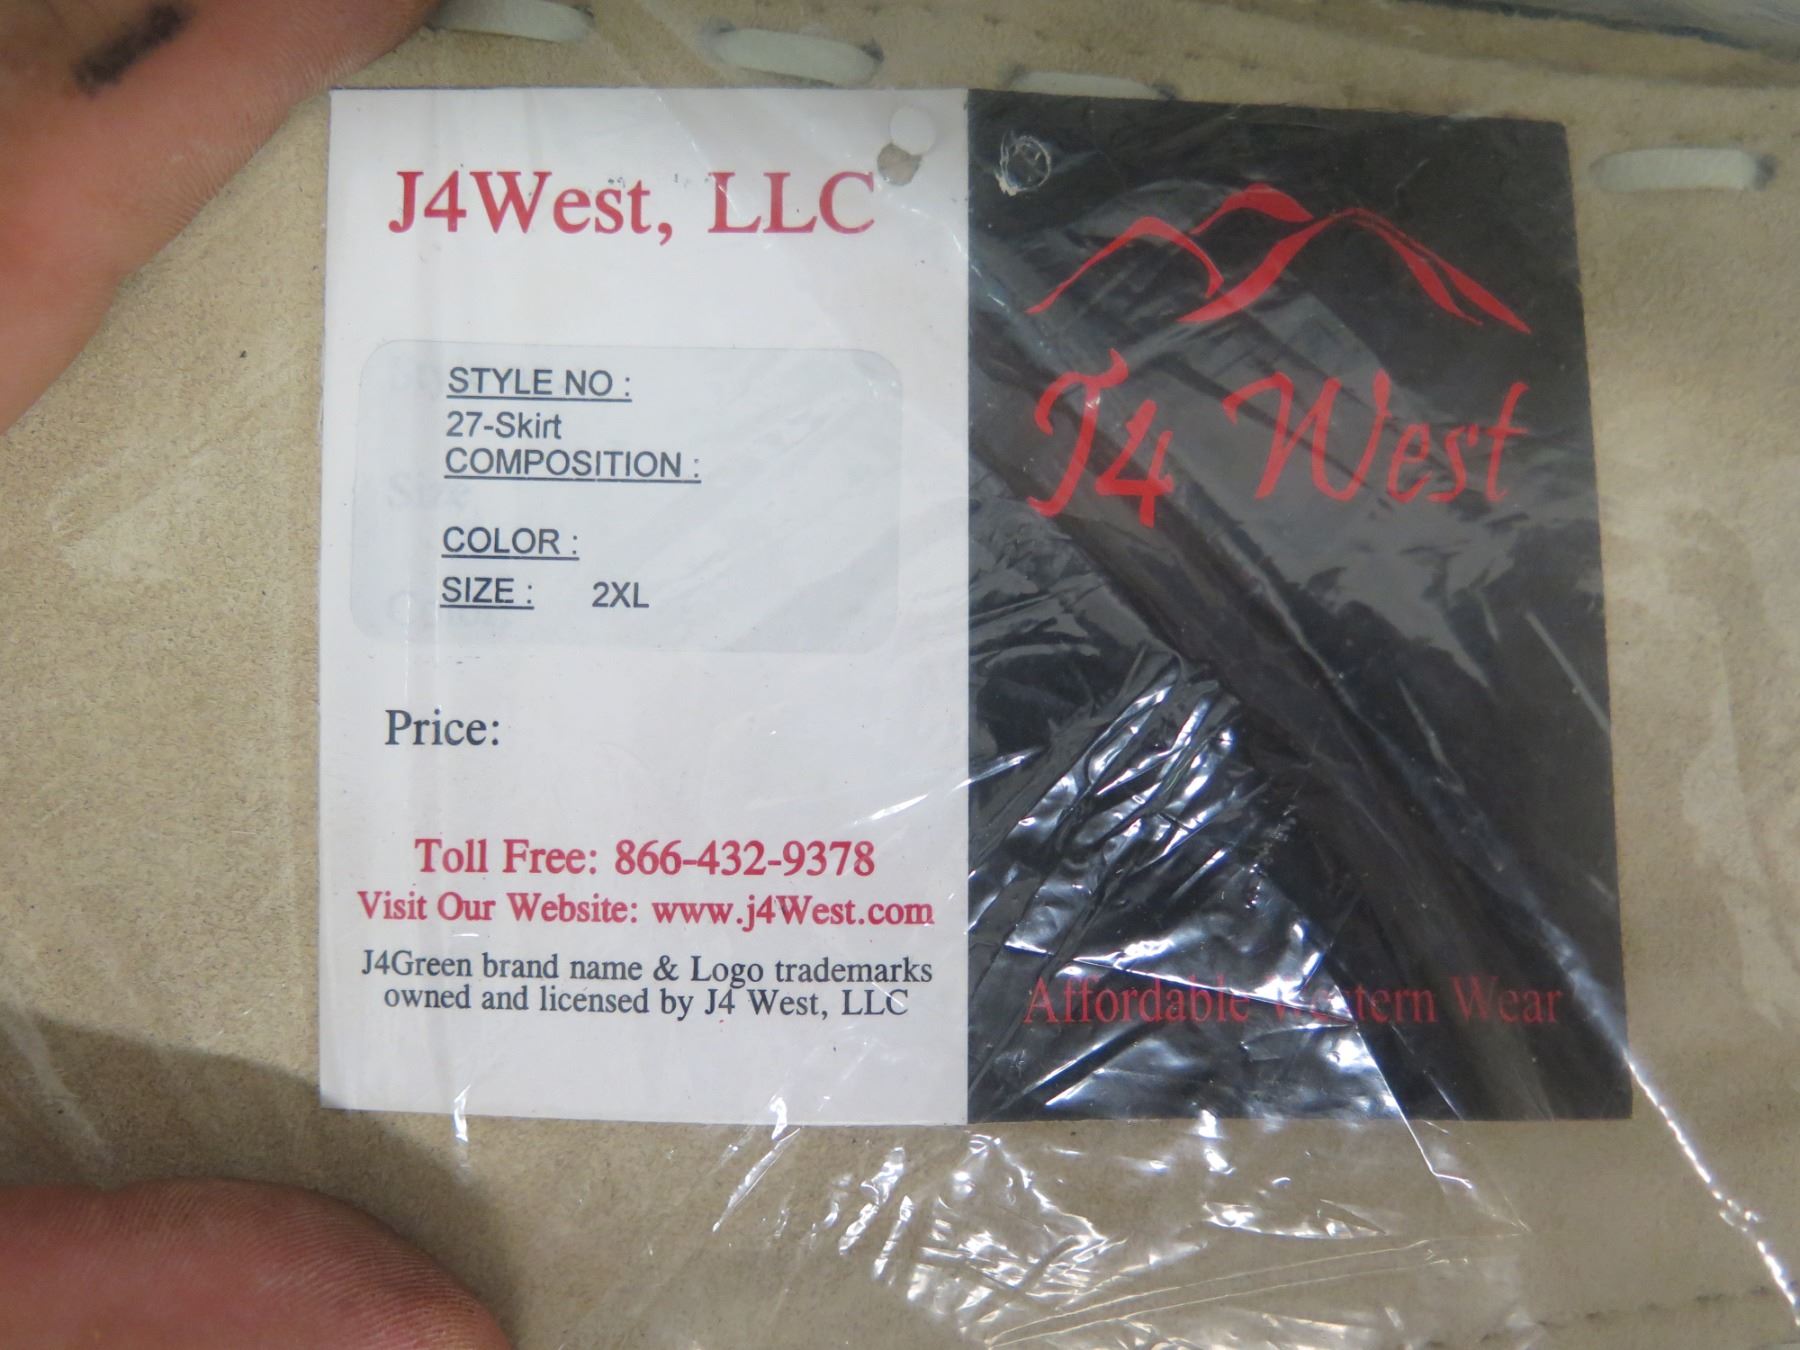 J4West, LLC
STYLE NO :
27-Skirt
COMPOSITION :
COLOR :
SIZE : 2XL
Price:
Toll Free: 866-432-9378
Visit Our Website: www.j4West.com
J4Green brand name & Logo trademarks
owned and licensed by J4 West, LLC
J4 West
Affordable Western Wear